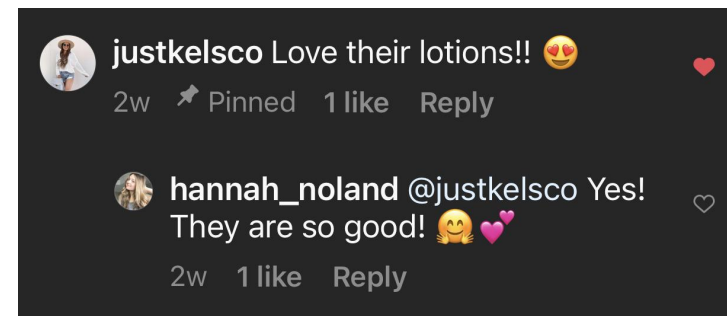 justkelsco Love their lotions!! 😍
2w Pinned 1 like Reply
hannah_noland @justkelsco Yes!
They are so good! 🤗💕
2w 1 like Reply